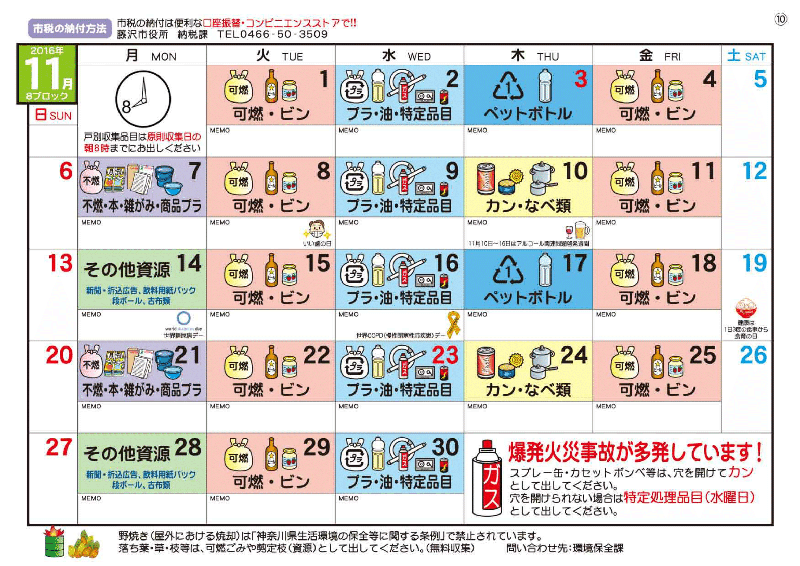 ⑩
市税の納付方法
市税の納付は便利な口座振替・コンビニエンスストアで!!
藤沢市役所 納税課 TEL0466-50-3509
2016年
11月
8ブロック
日 SUN
月 MON
火 TUE
水 WED
木 THU
金 FRI
土 SAT
8
戸別収集品目は原則収集日の
朝8時までにお出しください
1
可燃
可燃・ビン
MEMO
2
プラ
プラ・油・特定品目
MEMO
3
1
ペットボトル
MEMO
4
可燃
可燃・ビン
MEMO
5
6
7
不燃
不燃・本・雑がみ・商品プラ
MEMO
8
可燃
可燃・ビン
MEMO
いい歯の日
9
プラ
プラ・油・特定品目
MEMO
10
カン・なべ類
MEMO
11月10日~16日はアルコール関連問題啓発週間
11
可燃
可燃・ビン
MEMO
12
13
14
その他資源
新聞・折込広告、飲料用紙パック
段ボール、古布類
MEMO
世界糖尿病デー
15
可燃
可燃・ビン
MEMO
16
プラ
プラ・油・特定品目
MEMO
世界COPD(慢性閉塞性肺疾患)デー
17
1
ペットボトル
MEMO
18
可燃
可燃・ビン
MEMO
19
健康は
1日3回の食事から
食育の日
20
21
不燃
不燃・本・雑がみ・商品プラ
MEMO
22
可燃
可燃・ビン
MEMO
23
プラ
プラ・油・特定品目
MEMO
24
カン・なべ類
MEMO
25
可燃
可燃・ビン
MEMO
26
27
28
その他資源
新聞・折込広告、飲料用紙パック
段ボール、古布類
MEMO
29
可燃
可燃・ビン
MEMO
30
プラ
プラ・油・特定品目
MEMO
ガス
爆発火災事故が多発しています!
スプレー缶・カセットボンベ等は、穴を開けてカン
として出してください。
穴を開けられない場合は特定処理品目(水曜日)
として出してください。
野焼き(屋外における焼却)は「神奈川県生活環境の保全等に関する条例」で禁止されています。
落ち葉・草・枝等は、可燃ごみや剪定枝(資源)として出してください。(無料収集) 問い合わせ先:環境保全課